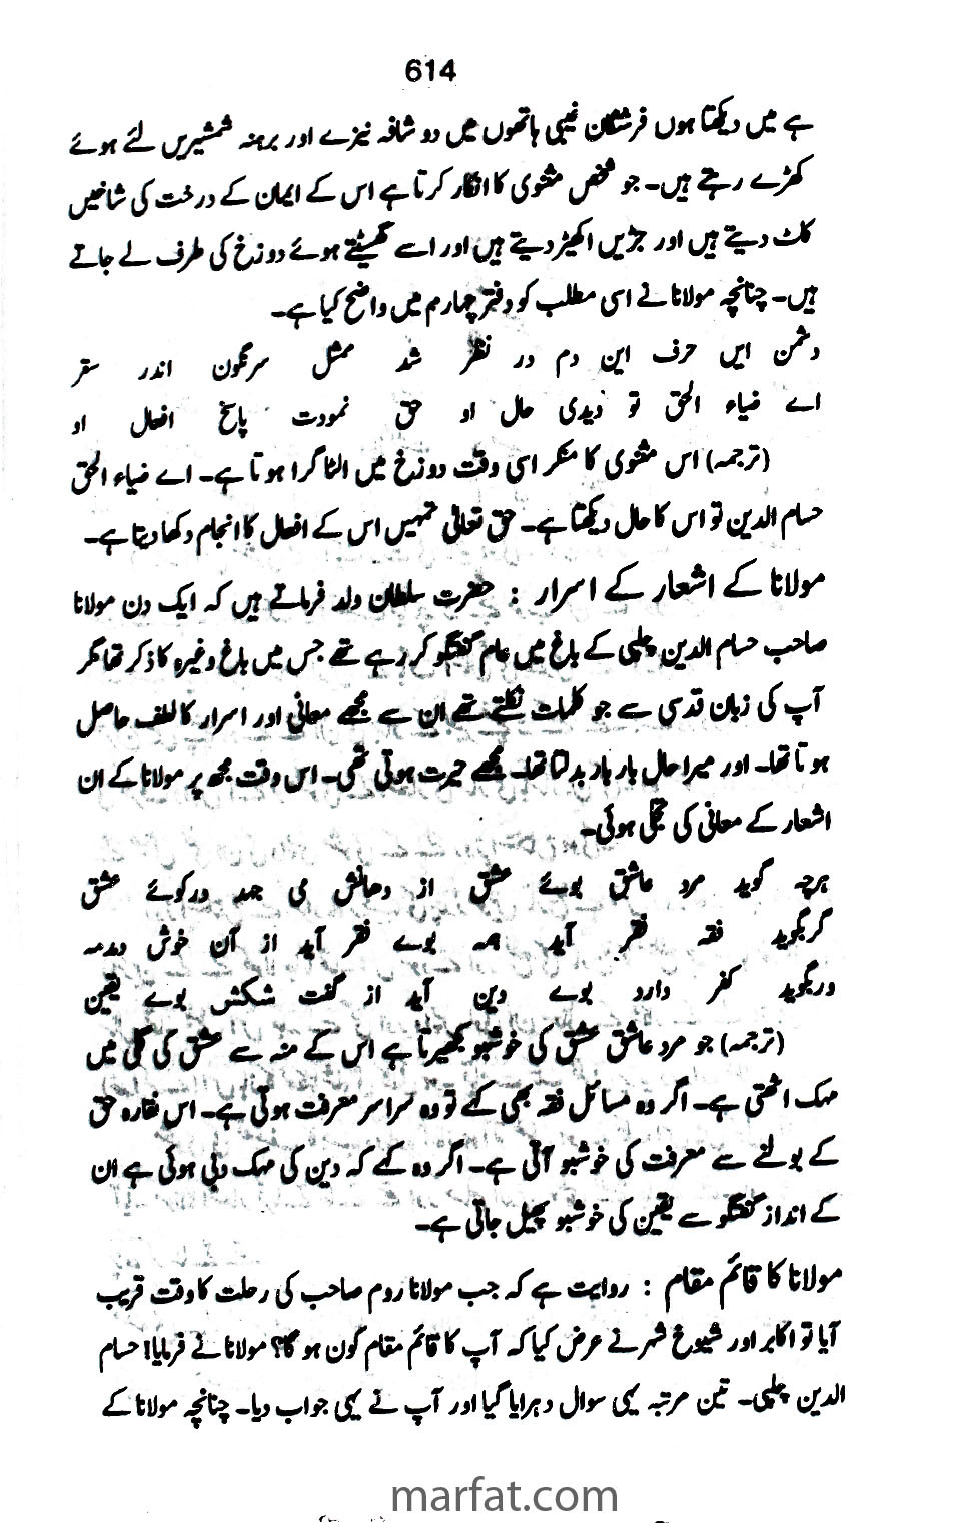 614
ہے میں دیکھتا ہوں فرشتگان غیبی ہاتھوں میں دو شاخہ نیزے اور برہنہ شمشیریں لئے ہوئے
کھڑے رہتے ہیں۔ جو شخص مثنوی کا انکار کرتا ہے اس کے ایمان کے درخت کی شاخیں
کاٹ دیتے ہیں اور جڑیں اکھیڑ دیتے ہیں اور اسے گھسیٹتے ہوئے دوزخ کی طرف لے جاتے
ہیں۔ چنانچہ مولانا نے اسی مطلب کو دفتر چہارم میں واضح کیا ہے۔
دشمن ایں حرف این دم در نظر شد ممثل سرنگون اندر سقر
اے ضیاء الحق تو دیدی حال او حق نمودت پاسخ افعال او
(ترجمہ) اس مثنوی کا منکر اسی وقت دوزخ میں الٹا گرا ہوتا ہے۔ اے ضیاء الحق
حسام الدین تو اس کا حال دیکھتا ہے۔ حق تعالیٰ تمہیں اس کے افعال کا انجام دکھا دیتا ہے۔
مولانا کے اشعار کے اسرار : حضرت سلطان ولد فرماتے ہیں کہ ایک دن مولانا
صاحب حسام الدین چلپی کے باغ میں عام گفتگو کر رہے تھے جس میں باغ وغیرہ کا ذکر تھا مگر
آپ کی زبان قدسی سے جو کلمات نکلتے تھے ان سے مجھے معانی اور اسرار کا لطف حاصل
ہوتا تھا۔ اور میرا حال بار بار بدلتا تھا۔ مجھے حیرت ہوتی تھی۔ اس وقت مجھ پر مولانا کے ان
اشعار کے معانی کی تجلی ہوئی۔
ہرچہ گوید مرد عاشق بوئے عشق از دہانش می جہد در کوئے عشق
گر بگوید فقہ فقر آید ہمہ بوے فقر آید از آن خوش دمدمہ
وربگوید کفر دارد بوے دین آید از گفت شکش بوے یقین
(ترجمہ) جو مرد عاشق عشق کی خوشبو بکھیرتا ہے اس کے منہ سے عشق کی گلی میں
مہک اٹھتی ہے۔ اگر وہ مسائل فقہ بھی کہے تو وہ سراسر معرفت ہوتی ہے۔ اس نقارہ حق
کے بولنے سے معرفت کی خوشبو آتی ہے۔ اگر وہ کہے کہ دین کی مہک دبی ہوئی ہے ان
کے انداز گفتگو سے یقین کی خوشبو پھیل جاتی ہے۔
مولانا کا قائم مقام : روایت ہے کہ جب مولانا روم صاحب کی رحلت کا وقت قریب
آیا تو اکابر اور شیوخ شہر نے عرض کیا کہ آپ کا قائم مقام کون ہو گا؟ مولانا نے فرمایا! حسام
الدین چلپی۔ تین مرتبہ یہی سوال دہرایا گیا اور آپ نے یہی جواب دیا۔ چنانچہ مولانا کے
marfat.com